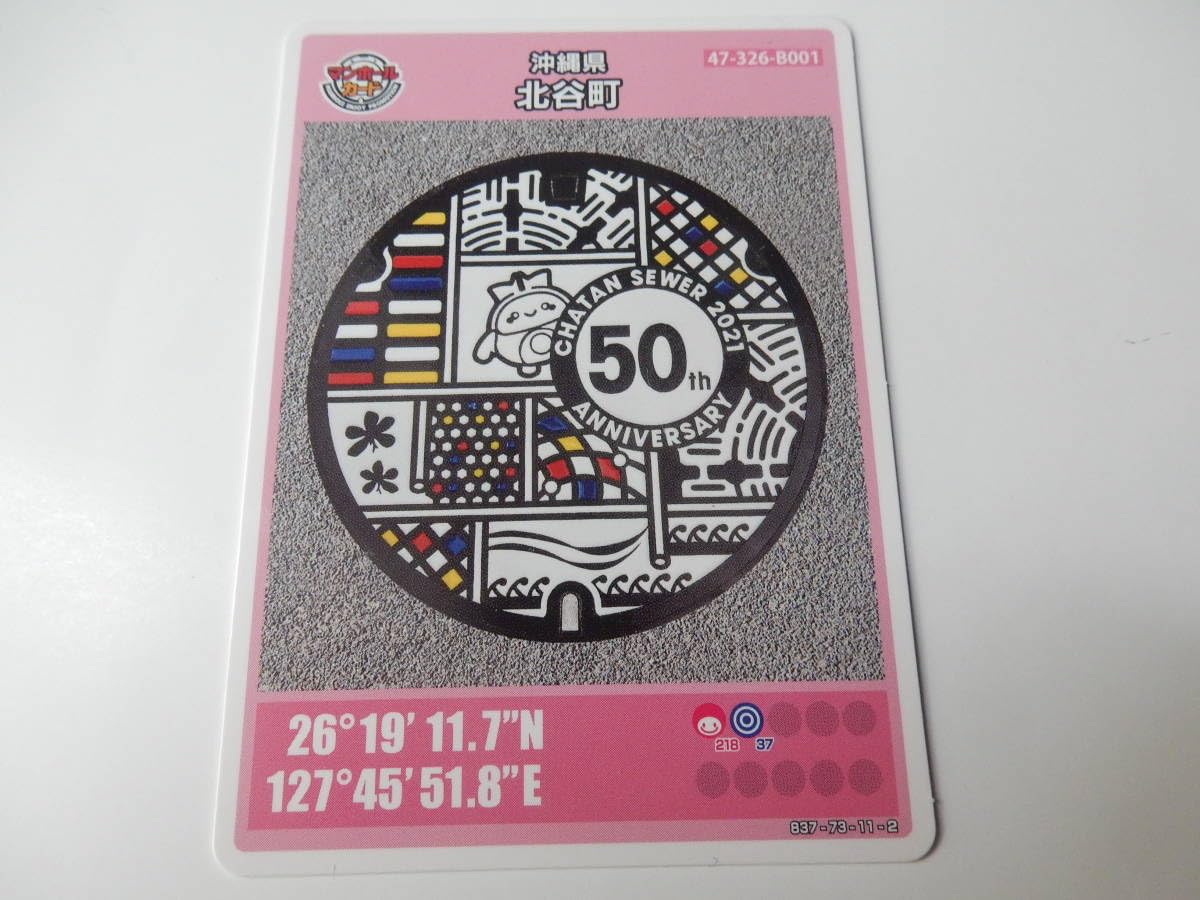 マンホール
カード
沖縄県
北谷町
47-326-B001
CHATAN SEWER 2021
50th
ANNIVERSARY
26°19' 11.7"N
127°45' 51.8"E
218 37
837-73-11-2